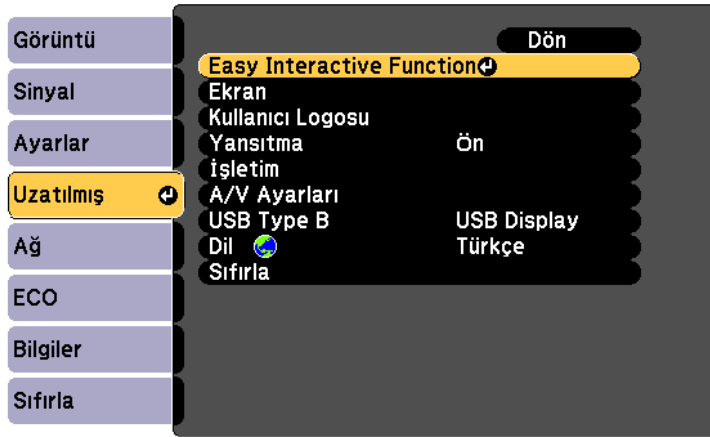 Görüntü
Sinyal
Ayarlar
Uzatılmış
Ağ
ECO
Bilgiler
Sıfırla
Dön
Easy Interactive Function
Ekran
Kullanıcı Logosu
Yansıtma Ön
İşletim
A/V Ayarları
USB Type B USB Display
Dil Türkçe
Sıfırla